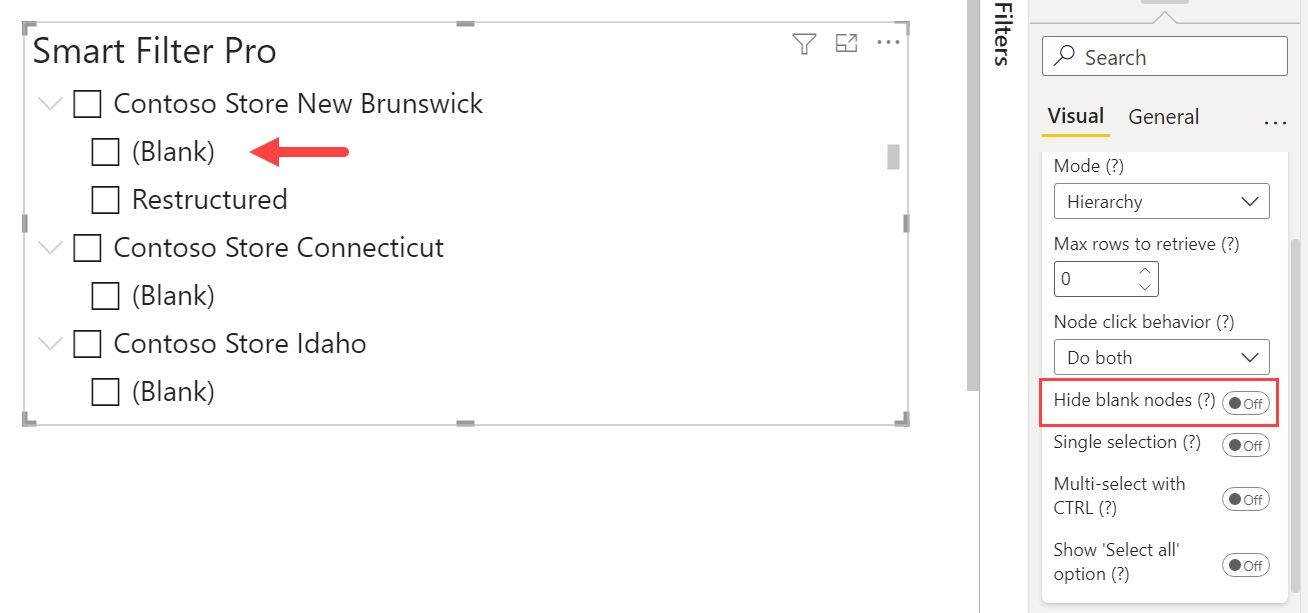 Smart Filter Pro
Contoso Store New Brunswick
(Blank)
Restructured
Contoso Store Connecticut
(Blank)
Contoso Store Idaho
(Blank)
Filters
Search
Visual General ...
Mode (?)
Hierarchy
Max rows to retrieve (?)
0
Node click behavior (?)
Do both
Hide blank nodes (?) Off
Single selection (?) Off
Multi-select with
CTRL (?) Off
Show 'Select all'
option (?) Off